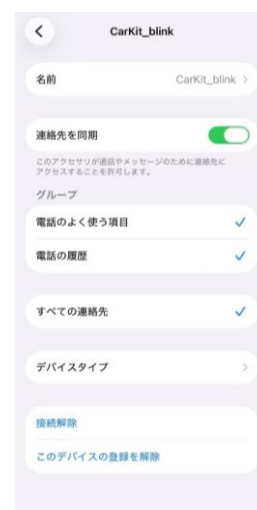 CarKit_blink
名前 CarKit_blink
連絡先を同期
このアクセサリが通話やメッセージのために連絡先に
アクセスすることを許可します。
グループ
電話のよく使う項目
電話の履歴
すべての連絡先
デバイスタイプ
接続解除
このデバイスの登録を解除